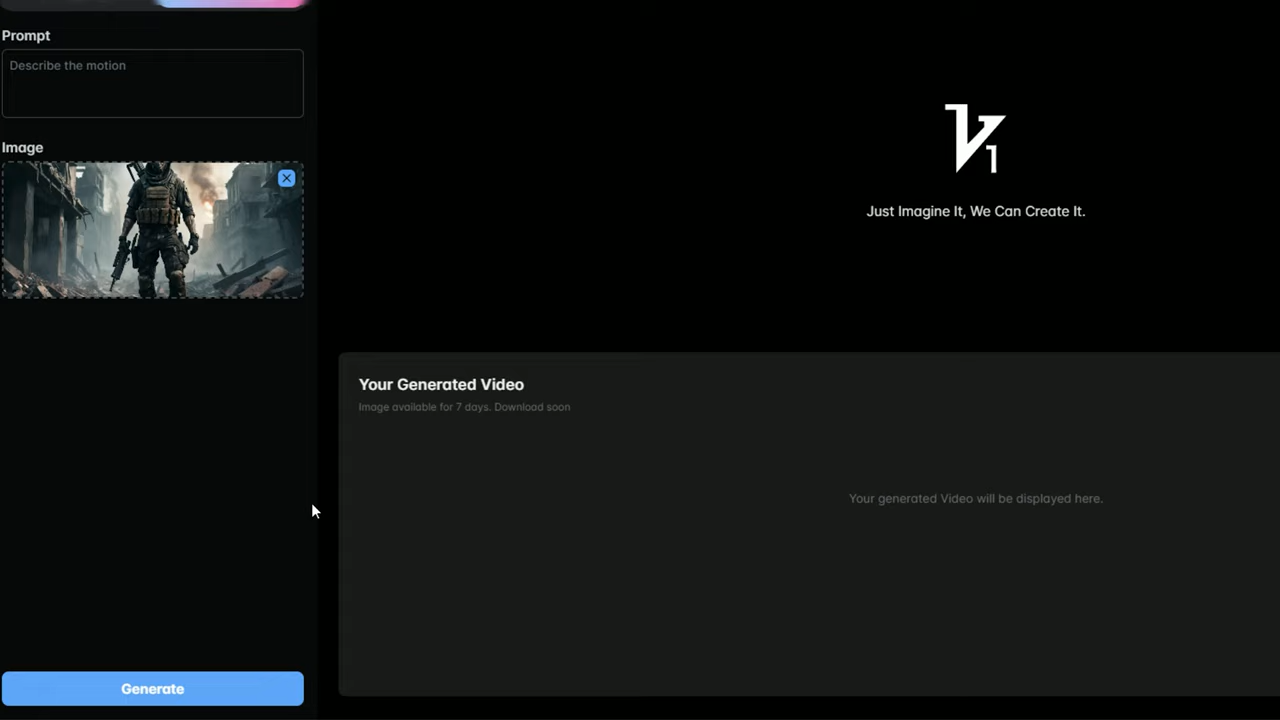 Prompt
Describe the motion
Image
V1
Just Imagine It, We Can Create It.
Your Generated Video
Image available for 7 days. Download soon
Your generated Video will be displayed here.
Generate